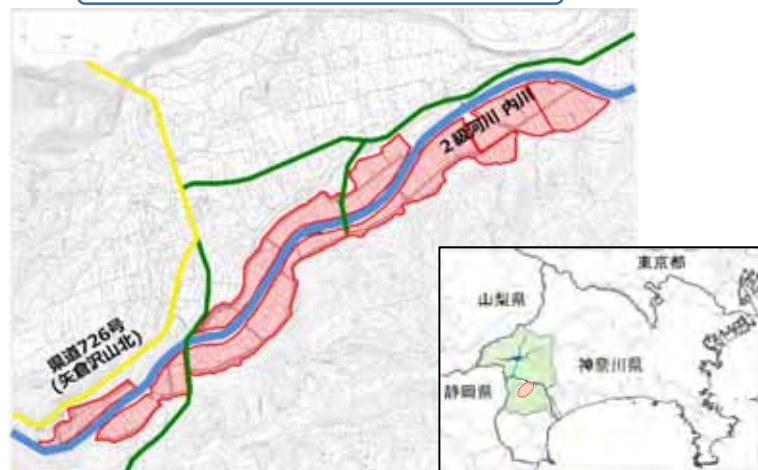 2級河川 内川
県道726号
(矢倉沢山北)
東京都
山梨県
神奈川県
静岡県